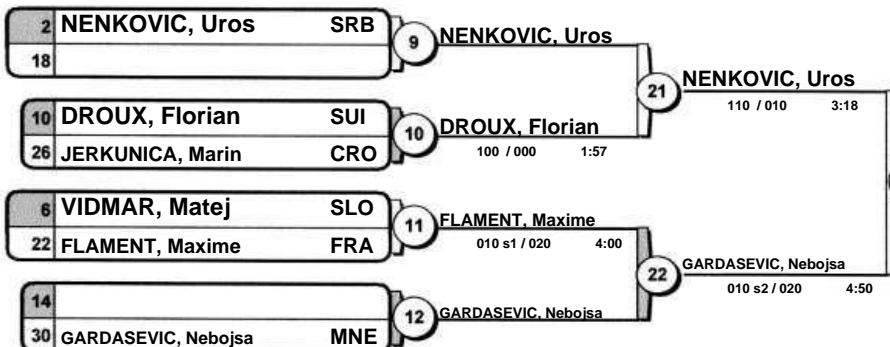 2 NENKOVIC, Uros SRB
18
9 NENKOVIC, Uros
10 DROUX, Florian SUI
26 JERKUNICA, Marin CRO
10 DROUX, Florian
100 / 000 1:57
21 NENKOVIC, Uros
110 / 010 3:18
6 VIDMAR, Matej SLO
22 FLAMENT, Maxime FRA
11 FLAMENT, Maxime
010 s1 / 020 4:00
14
30 GARDASEVIC, Nebojsa MNE
12 GARDASEVIC, Nebojsa
22 GARDASEVIC, Nebojsa
010 s2 / 020 4:50